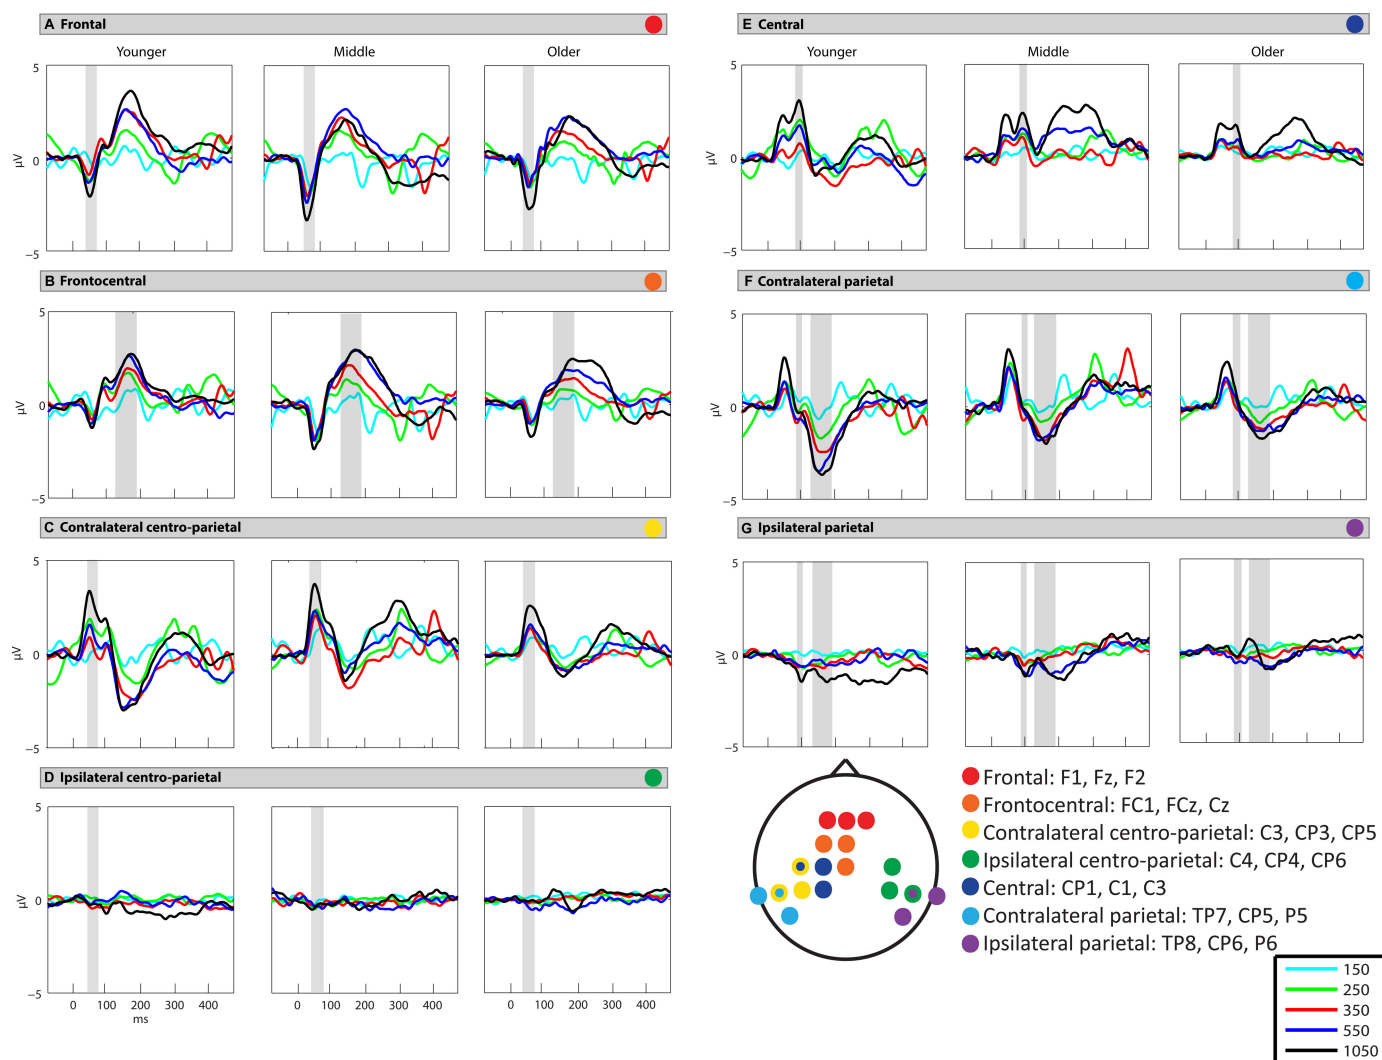 A Frontal
Younger Middle Older
5
μV
0
−5
B Frontocentral
5
μV
0
−5
C Contralateral centro-parietal
5
μV
0
−5
D Ipsilateral centro-parietal
5
μV
0
−5
0 100 200 300 400 0 100 200 300 400 0 100 200 300 400
ms
E Central
Younger Middle Older
5
μV
0
−5
F Contralateral parietal
5
μV
0
−5
G Ipsilateral parietal
5
μV
0
−5
Frontal: F1, Fz, F2
Frontocentral: FC1, FCz, Cz
Contralateral centro-parietal: C3, CP3, CP5
Ipsilateral centro-parietal: C4, CP4, CP6
Central: CP1, C1, C3
Contralateral parietal: TP7, CP5, P5
Ipsilateral parietal: TP8, CP6, P6
150
250
350
550
1050